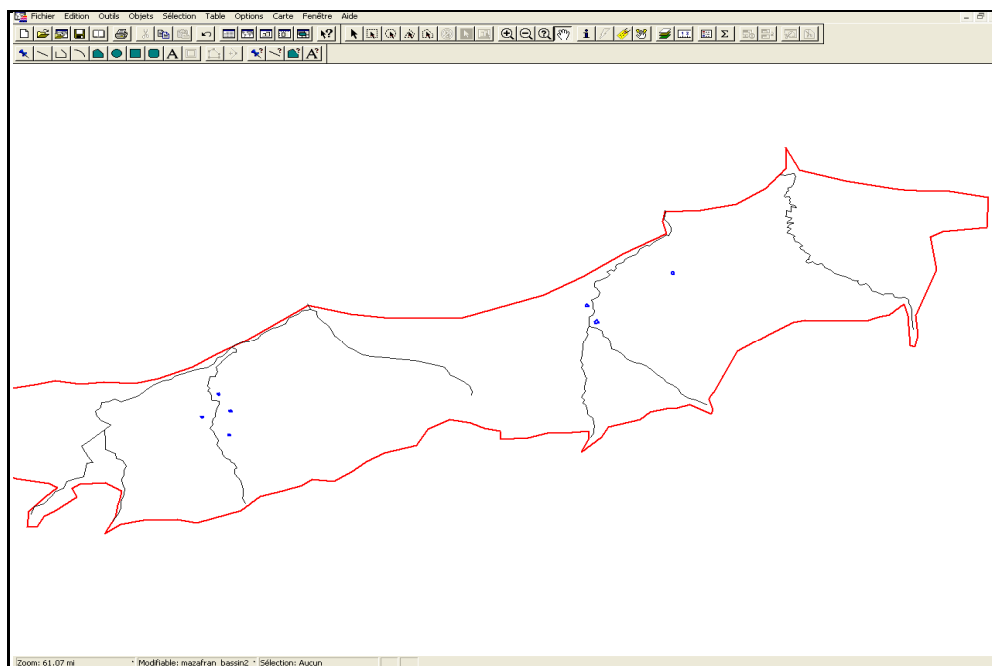 Fichier Edition Outils Objets Sélection Table Options Carte Fenêtre Aide
Zoom: 61.07 mi Modifiable: mazafran_bassin2 Sélection: Aucun